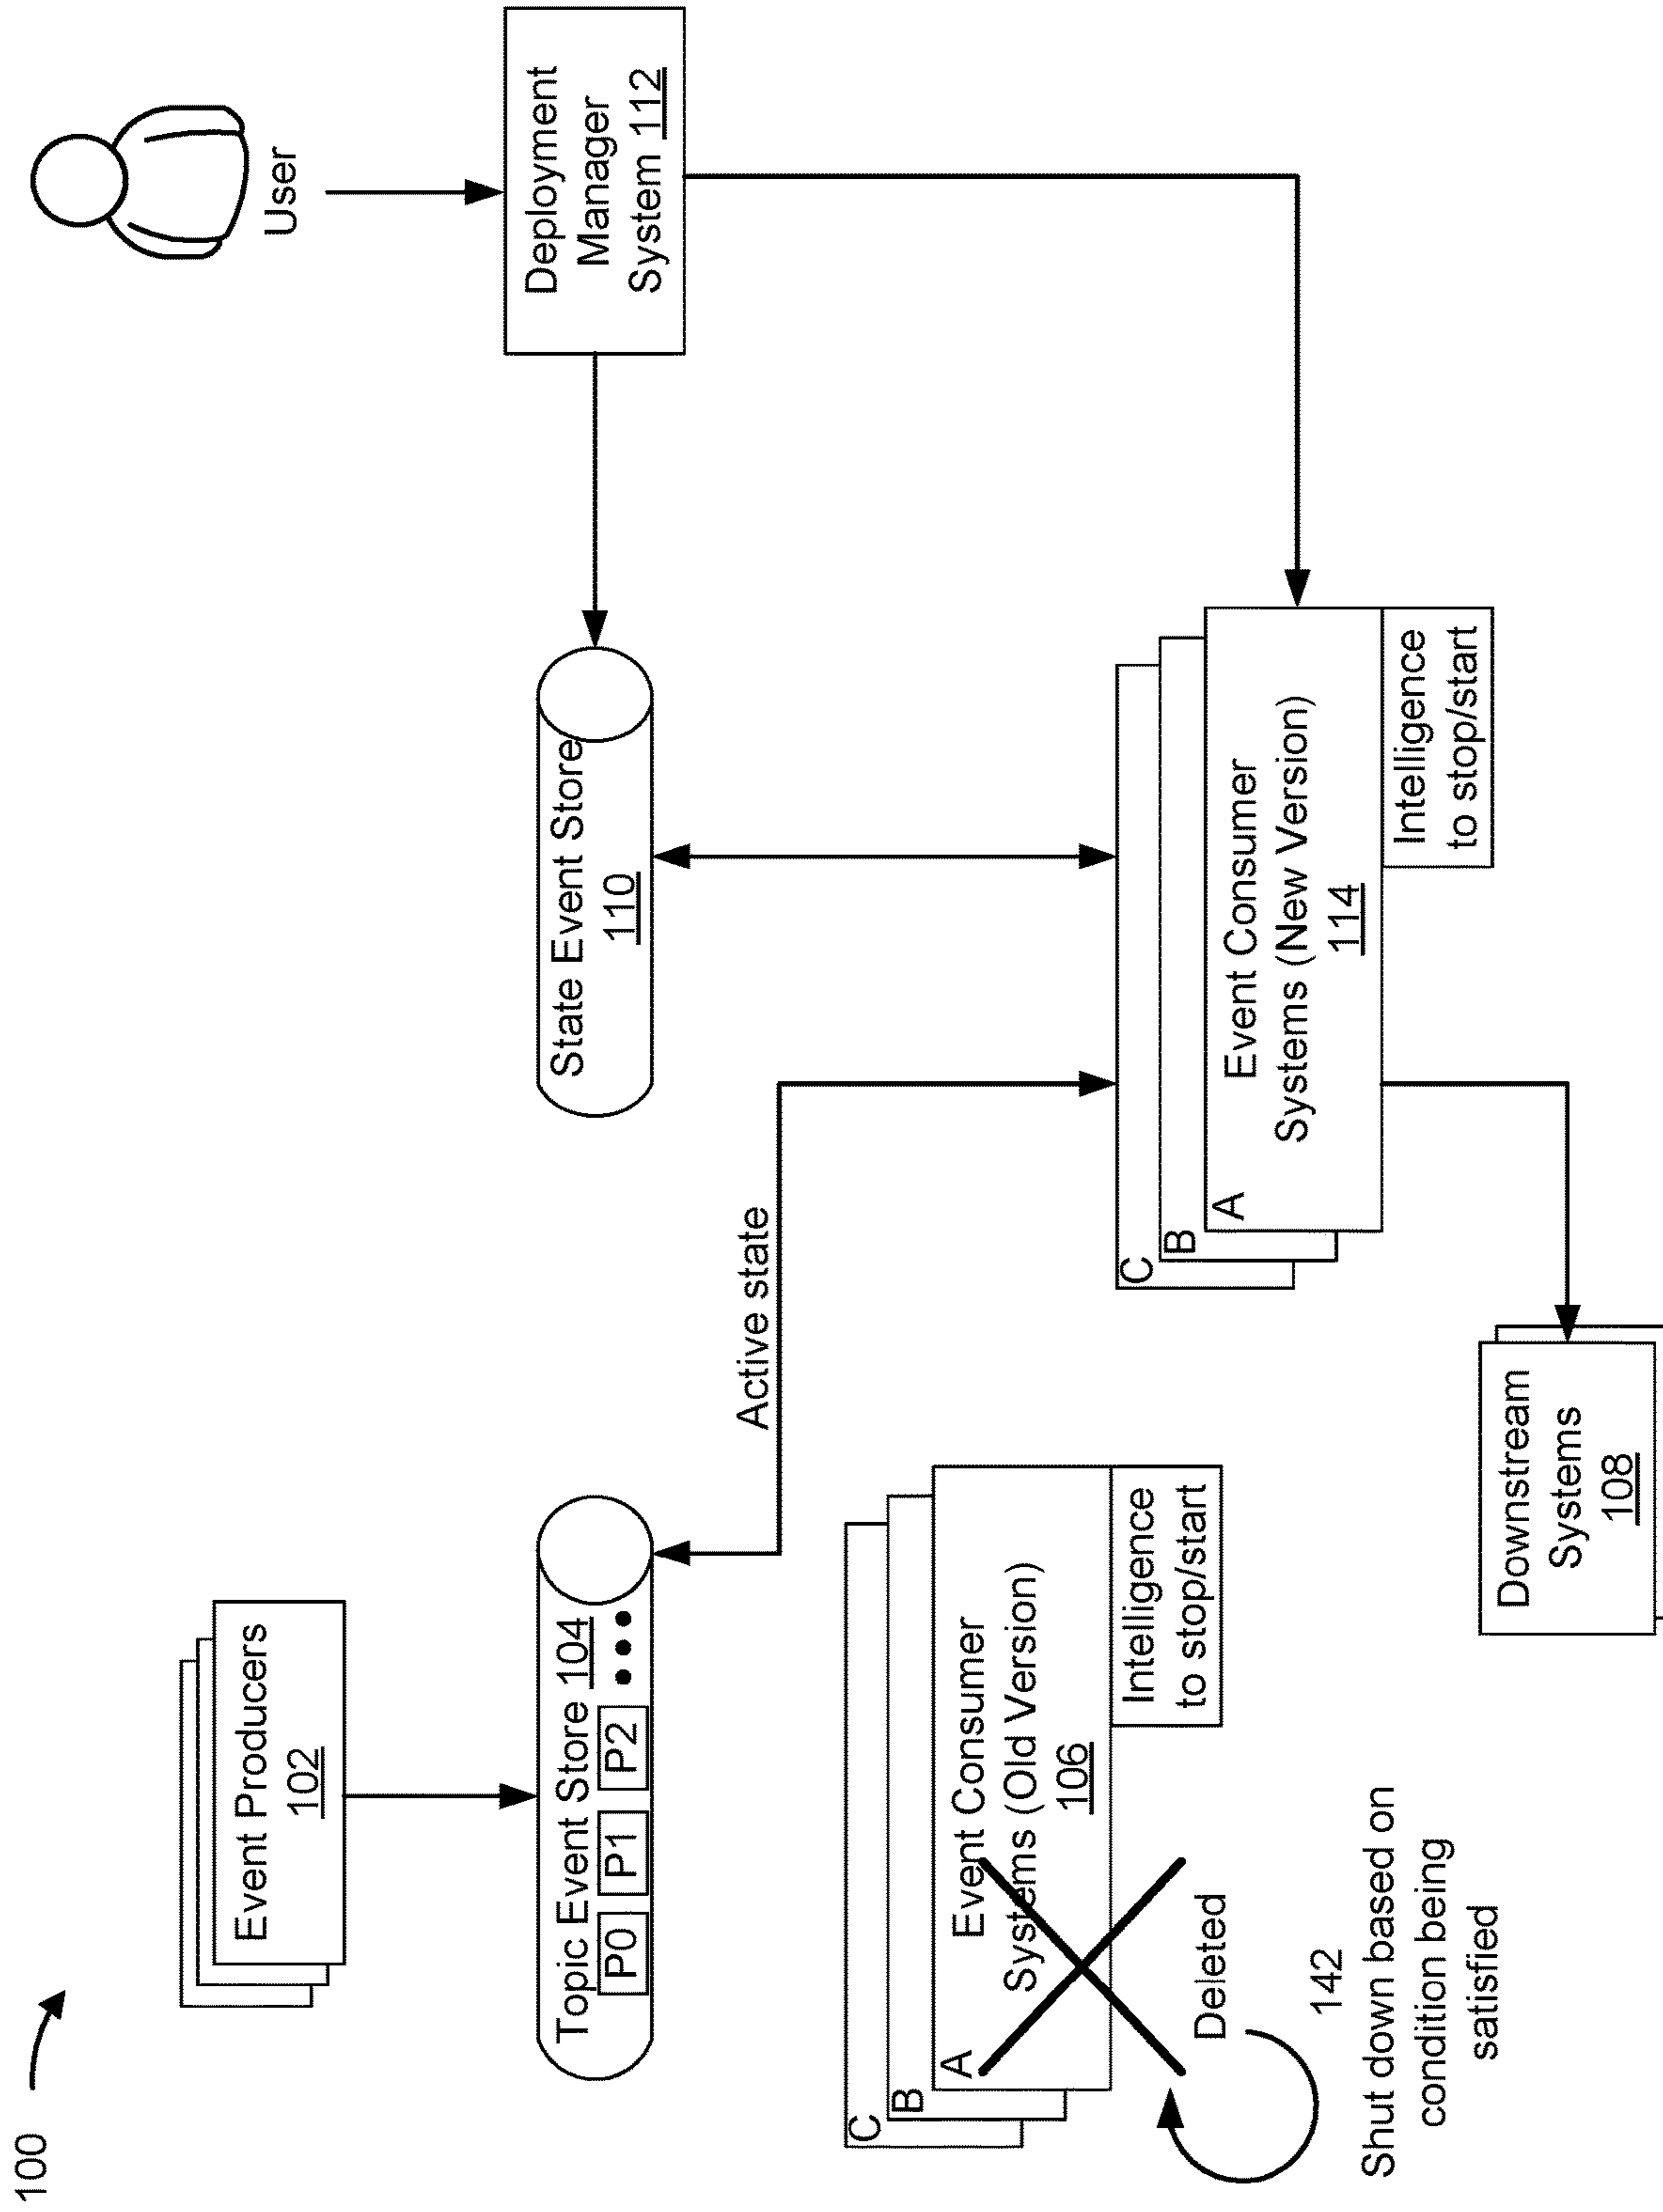 100
Event Producers
102
User
Topic Event Store 104
P0 P1 P2
State Event Store
110
Deployment
Manager
System 112
Active state
C
B
A
Event Consumer
Systems (Old Version)
106
Intelligence
to stop/start
Deleted
142
Shut down based on
condition being
satisfied
C
B
A
Event Consumer
Systems (New Version)
114
Intelligence
to stop/start
Downstream
Systems
108